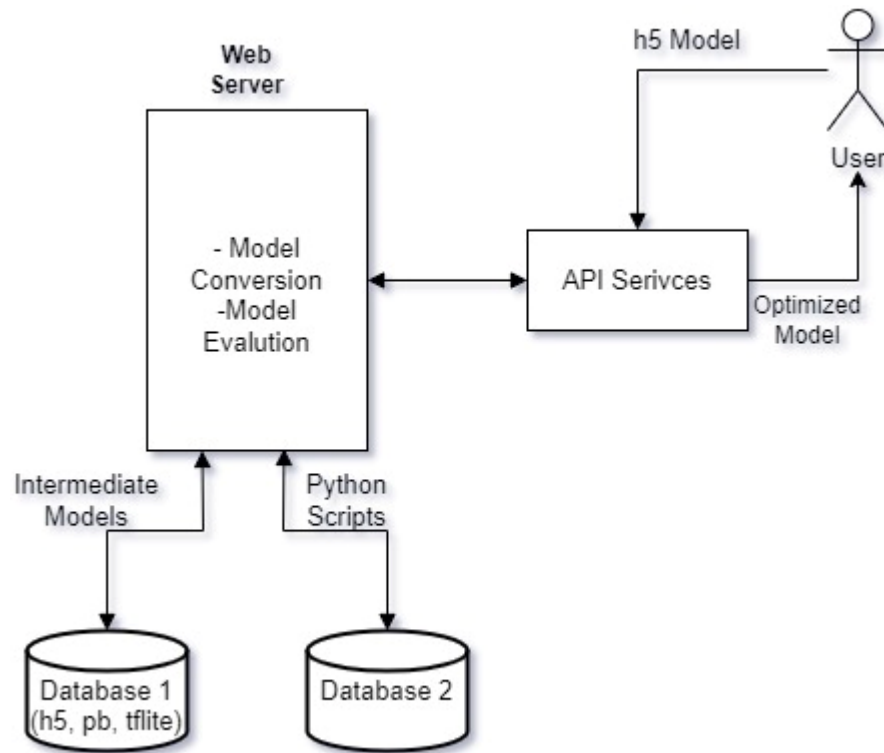 h5 Model
Web
Server
User
- Model
Conversion
-Model
Evalution
API Serivces
Optimized
Model
Intermediate
Models
Python
Scripts
Database 1
(h5, pb, tflite)
Database 2